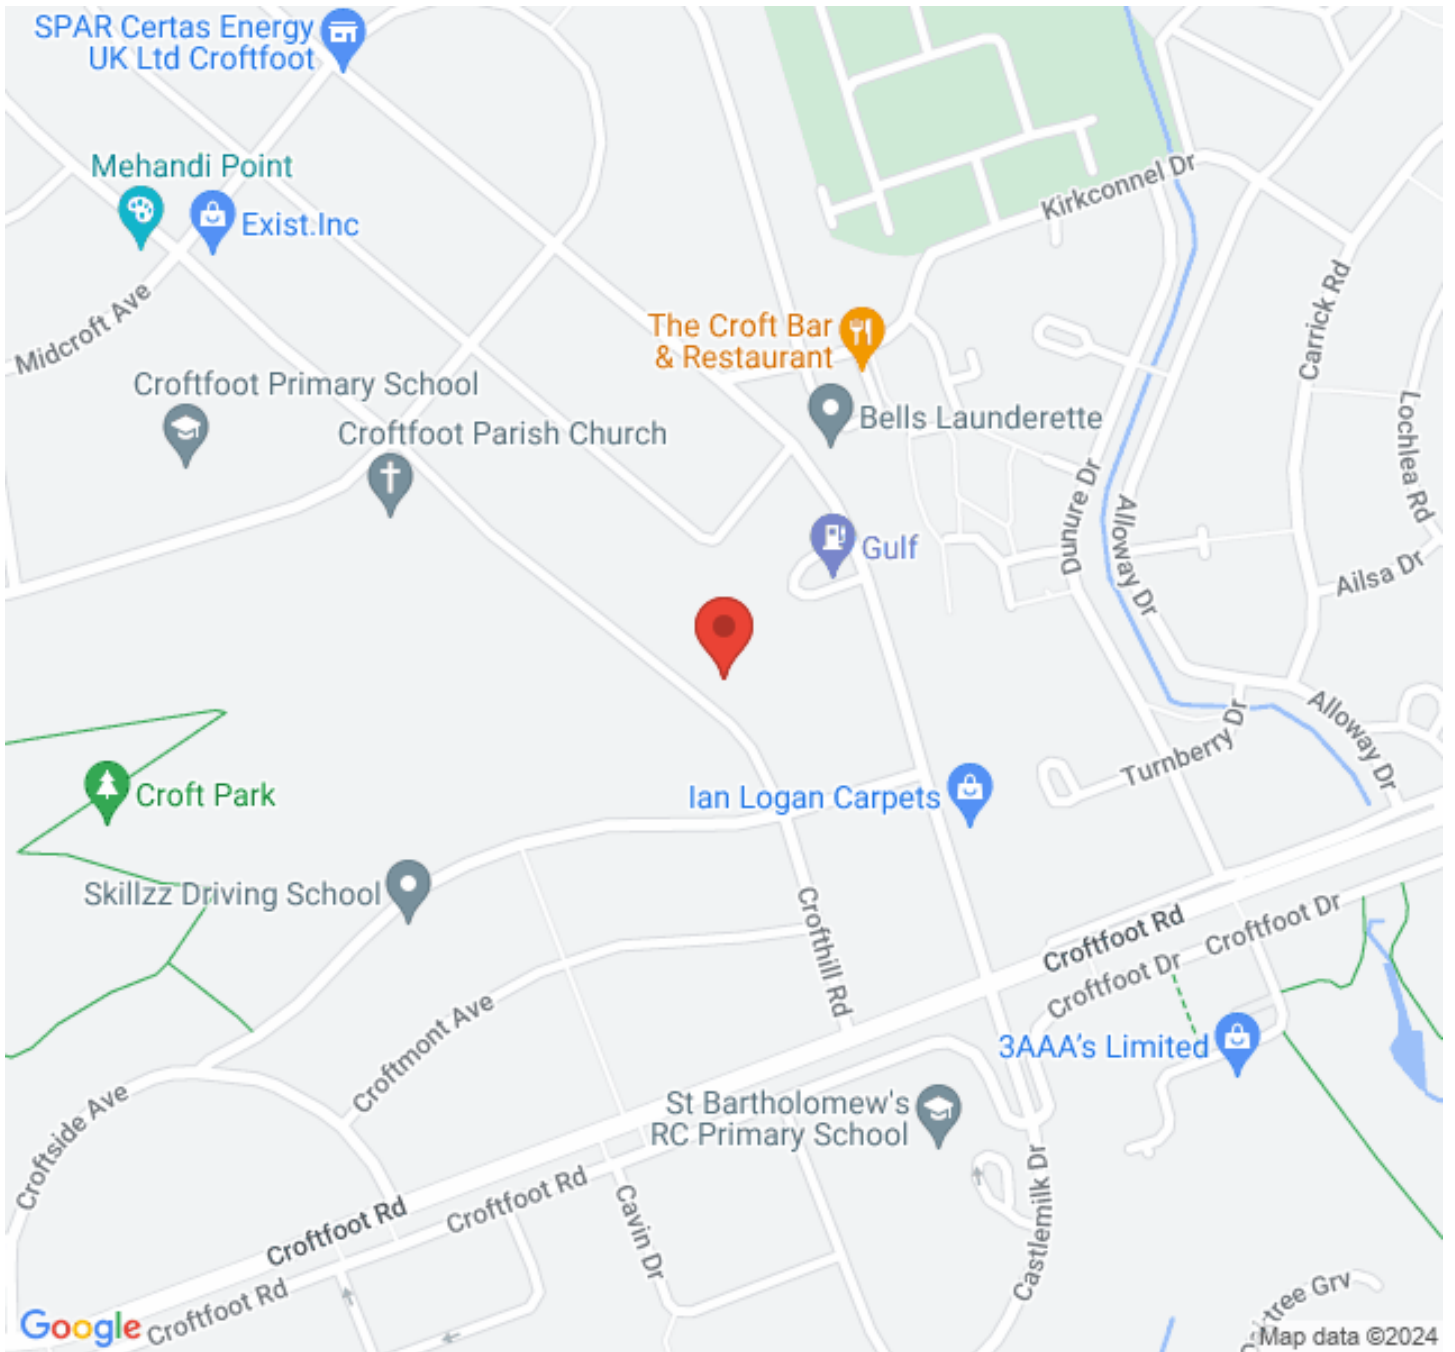 SPAR Certas Energy
UK Ltd Croftfoot
Mehandi Point
Exist.Inc
Kirkconnel Dr
Midcroft Ave
Carrick Rd
The Croft Bar
& Restaurant
Croftfoot Primary School
Bells Launderette
Croftfoot Parish Church
Lochlea Rd
Dunure Dr
Alloway Dr
Gulf
Ailsa Dr
Alloway Dr
Turnberry Dr
Croft Park
Ian Logan Carpets
Skillzz Driving School
Crofthill Rd
Croftfoot Rd
Croftfoot Dr
Croftfoot Dr
Croftmont Ave
3AAA's Limited
Croftside Ave
St Bartholomew's
RC Primary School
Castlemilk Dr
Croftfoot Rd
Croftfoot Rd
Cavin Dr
Croftfoot Rd
Grv
Google
Map data ©2024